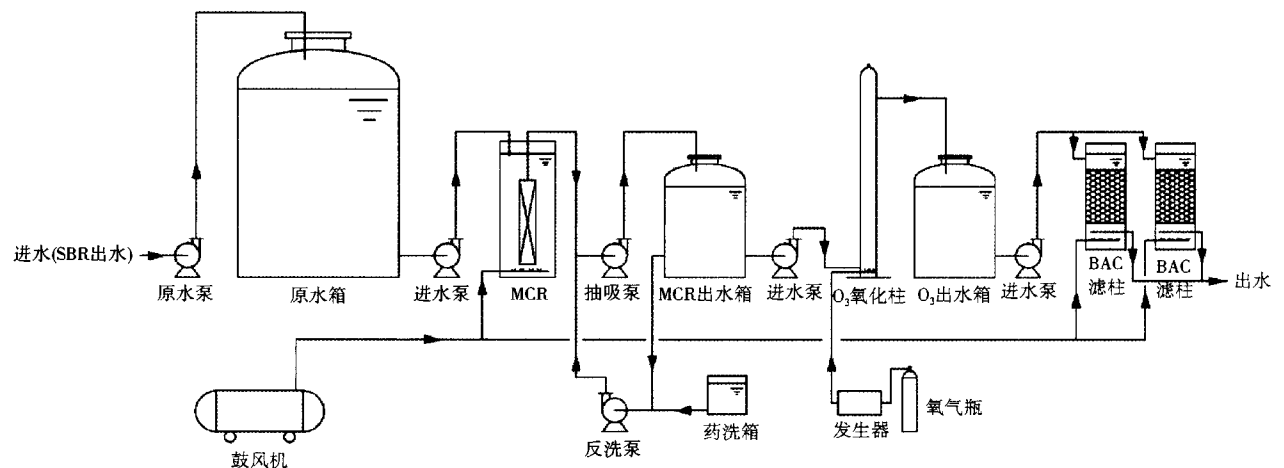 进水(SBR出水)
原水泵
原水箱
进水泵
MCR
抽吸泵
MCR出水箱
进水泵
O₃氧化柱
O₃出水箱
进水泵
BAC
滤柱
BAC
滤柱
出水
鼓风机
反洗泵
药洗箱
发生器
氧气瓶